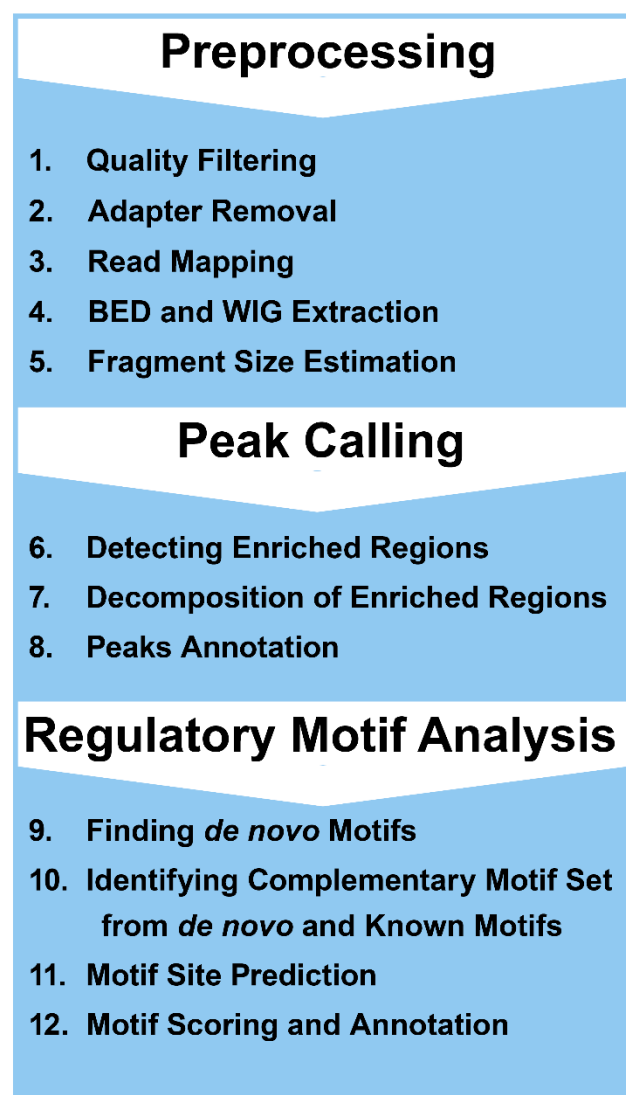 Preprocessing
1. Quality Filtering
2. Adapter Removal
3. Read Mapping
4. BED and WIG Extraction
5. Fragment Size Estimation
Peak Calling
6. Detecting Enriched Regions
7. Decomposition of Enriched Regions
8. Peaks Annotation
Regulatory Motif Analysis
9. Finding de novo Motifs
10. Identifying Complementary Motif Set
from de novo and Known Motifs
11. Motif Site Prediction
12. Motif Scoring and Annotation